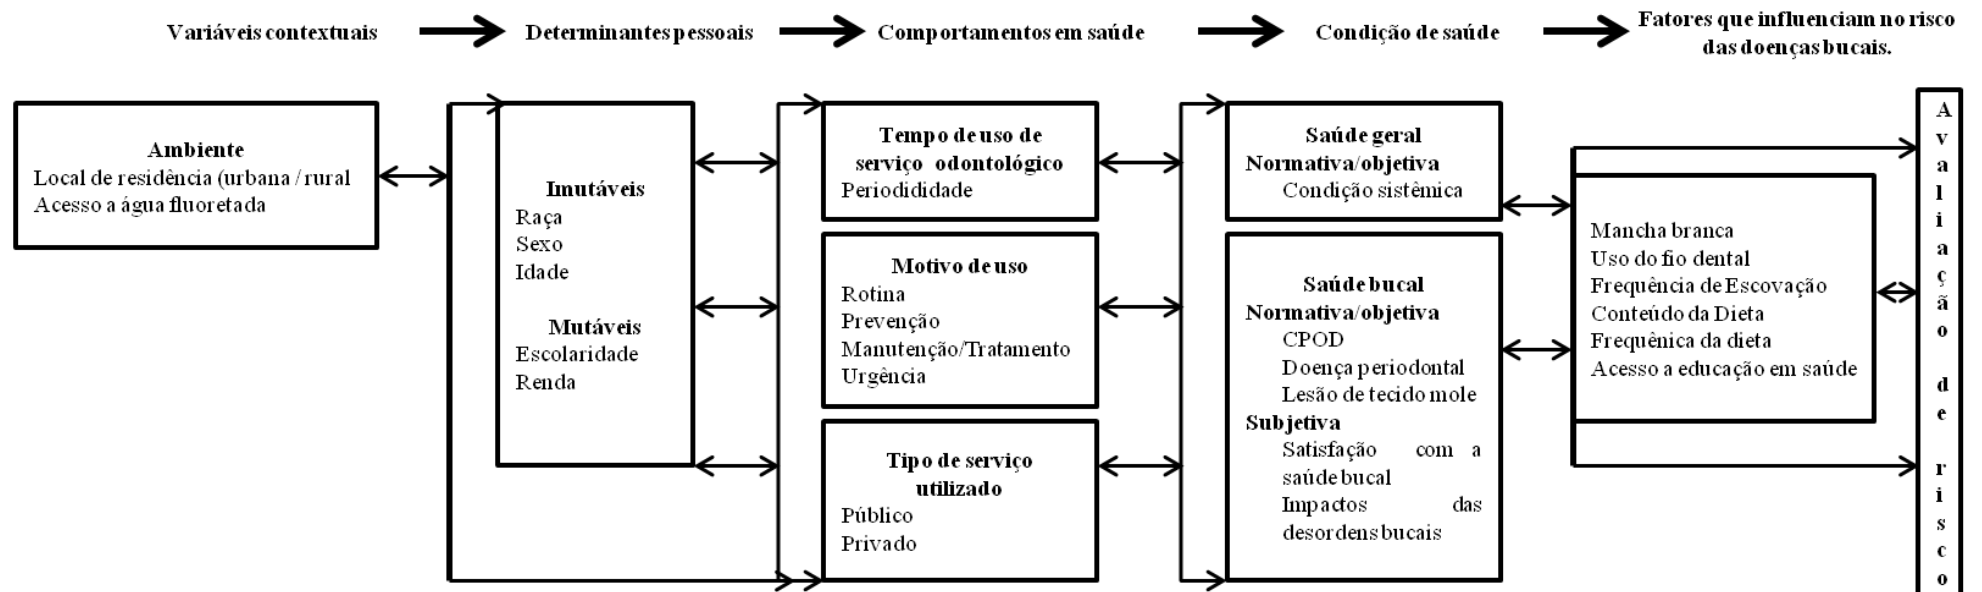 Variáveis contextuais
Determinantes pessoais
Comportamentos em saúde
Condição de saúde
Fatores que influenciam no risco
das doenças bucais.
Ambiente
Local de residência (urbana / rural
Acesso a água fluoretada
Imutáveis
Raça
Sexo
Idade
Mutáveis
Escolaridade
Renda
Tempo de uso de
serviço odontológico
Periodididade
Motivo de uso
Rotina
Prevenção
Manutenção/Tratamento
Urgência
Tipo de serviço
utilizado
Público
Privado
Saúde geral
Normativa/objetiva
Condição sistêmica
Saúde bucal
Normativa/objetiva
CPOD
Doença periodontal
Lesão de tecido mole
Subjetiva
Satisfação com a
saúde bucal
Impactos das
desordens bucais
Mancha branca
Uso do fio dental
Frequência de Escovação
Conteúdo da Dieta
Frequênica da dieta
Acesso a educação em saúde
Avaliação de risco